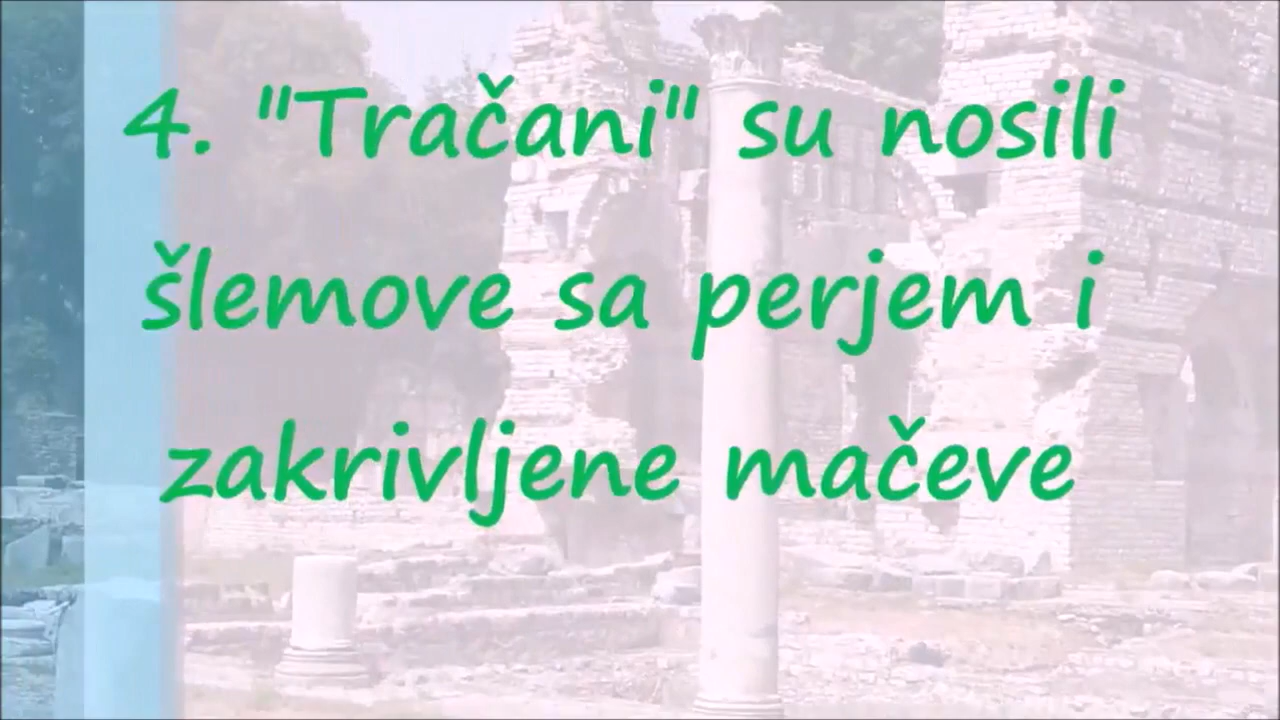 4. "Tračani" su nosili
šlemove sa perjem i
zakrivljene mačeve